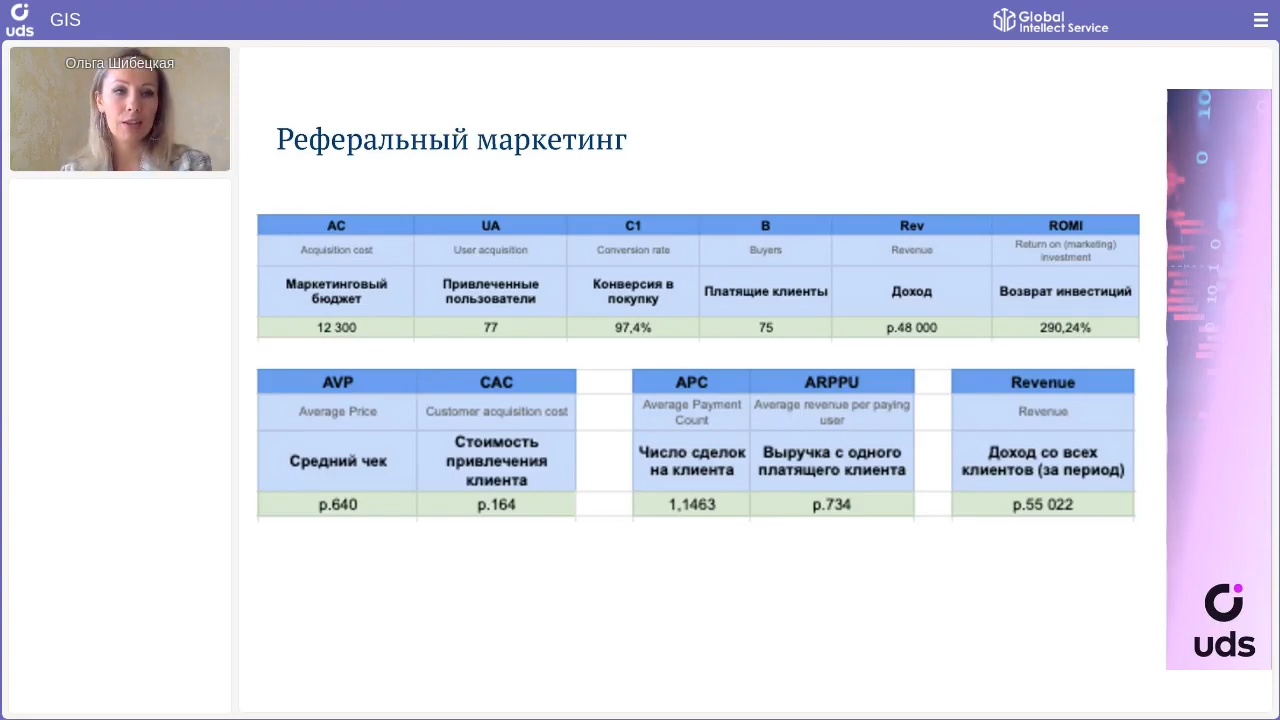 uds
GIS
Global
Intellect Service
Ольга Шибецкая
Реферальный маркетинг
AC UA C1 B Rev ROMI
Acquisition cost User acquisition Conversion rate Buyers Revenue Return on (marketing) investment
Маркетинговый бюджет Привлеченные пользователи Конверсия в покупку Платящие клиенты Доход Возврат инвестиций
12 300 77 97,4% 75 р.48 000 290,24%
AVP CAC APC ARPPU Revenue
Average Price Customer acquisition cost Average Payment Count Average revenue per paying user Revenue
Средний чек Стоимость привлечения клиента Число сделок на клиента Выручка с одного платящего клиента Доход со всех клиентов (за период)
р.640 р.164 1,1463 р.734 р.55 022
uds